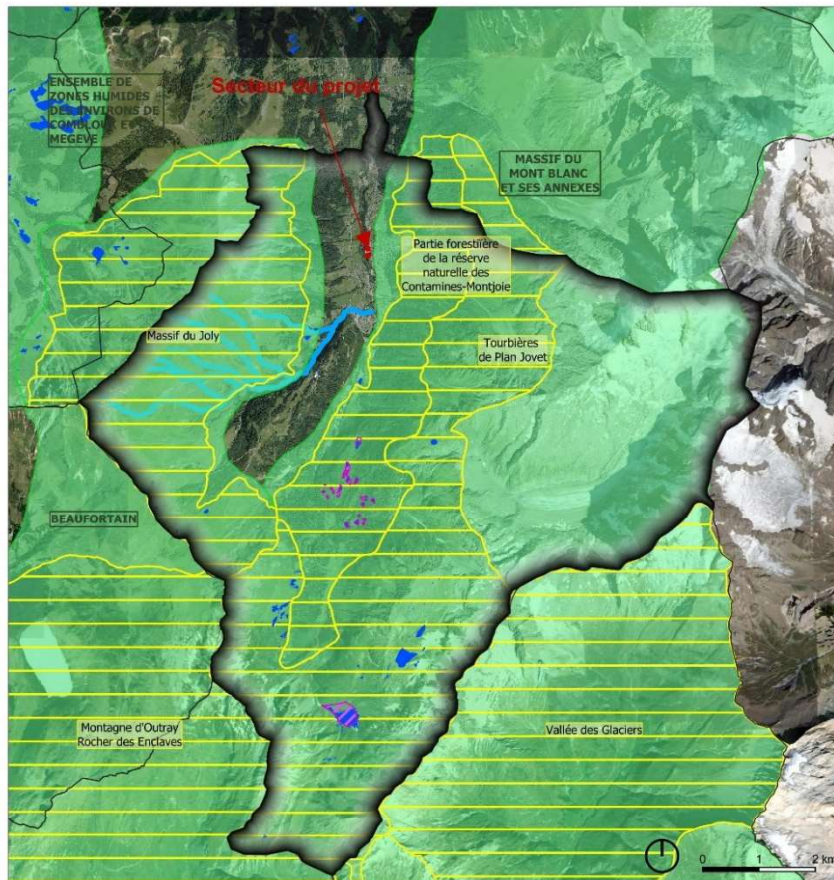 ENSEMBLE DE
ZONES HUMIDES
DES ENVIRONS DE
COMBLOUX ET
MEGEVE
Secteur du projet
MASSIF DU
MONT BLANC
ET SES ANNEXES
Partie forestiière
de la réserve
naturelle des
Contamines-Montjoie
Massif du Joly
Tourbières
de Plan Jovet
BEAUFORTAIN
Montagne d'Outray
Rocher des Enclaves
Vallée des Glaciers
0 1 2 km